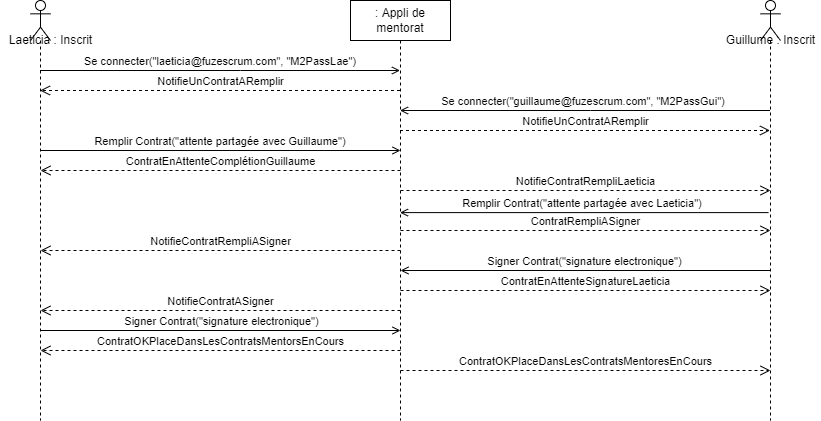 : Appli de
mentorat
Laeticia : Inscrit
Guillume : Inscrit
Se connecter("laeticia@fuzescrum.com", "M2PassLae")
NotifieUnContratARemplir
Se connecter("guillaume@fuzescrum.com", "M2PassGui")
NotifieUnContratARemplir
Remplir Contrat("attente partagée avec Guillaume")
ContratEnAttenteComplétionGuillaume
NotifieContratRempliLaeticia
Remplir Contrat("attente partagée avec Laeticia")
ContratRempliASigner
NotifieContratRempliASigner
Signer Contrat("signature electronique")
ContratEnAttenteSignatureLaeticia
NotifieContratASigner
Signer Contrat("signature electronique")
ContratOKPlaceDansLesContratsMentorsEnCours
ContratOKPlaceDansLesContratsMentoresEnCours